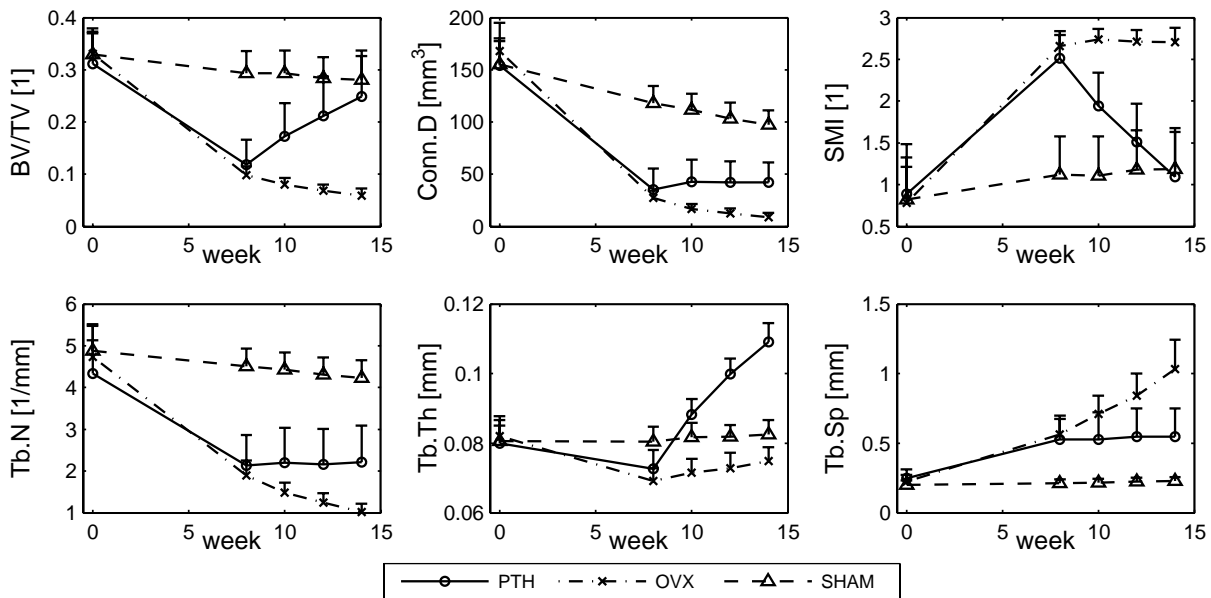 BV/TV [1]
0.4
0.3
0.2
0.1
0
0 5 10 15
week
Conn.D [mm³]
200
150
100
50
0
0 5 10 15
week
SMI [1]
3
2.5
2
1.5
1
0.5
0 5 10 15
week
Tb.N [1/mm]
6
5
4
3
2
1
0 5 10 15
week
Tb.Th [mm]
0.12
0.1
0.08
0.06
0 5 10 15
week
Tb.Sp [mm]
1.5
1
0.5
0
0 5 10 15
week
PTH OVX SHAM